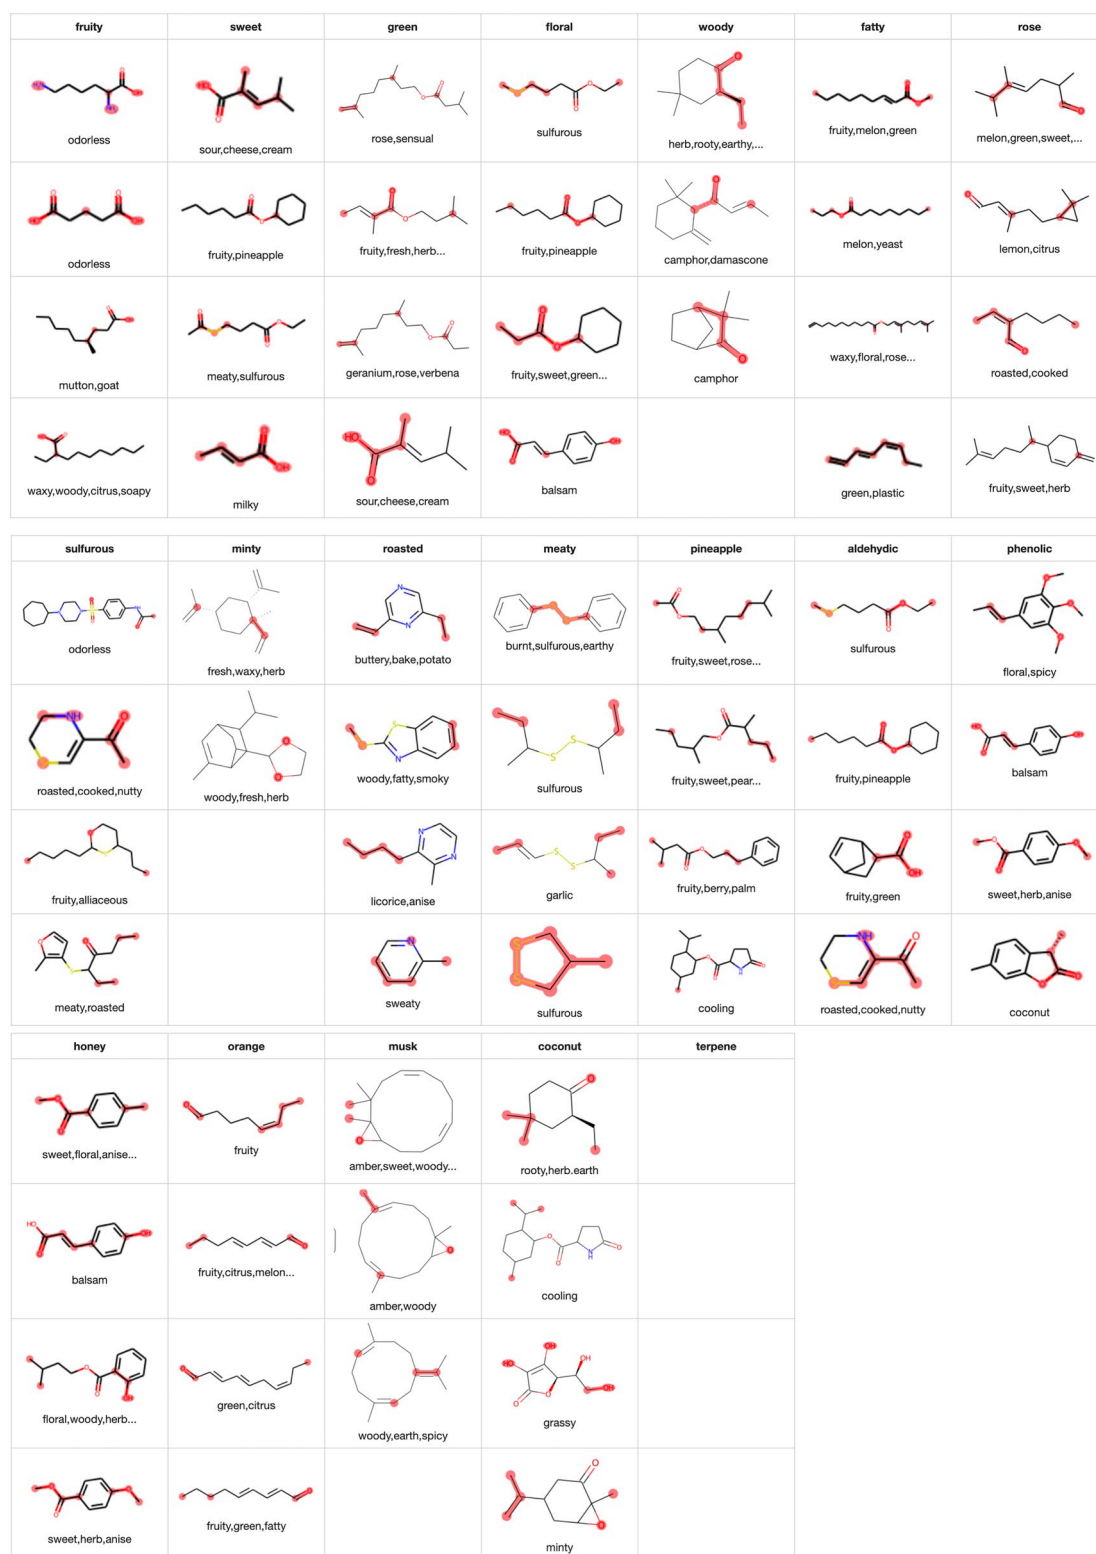 fruity sweet green floral woody fatty rose
odorless sour,cheese,cream rose,sensual sulfurous herb,rooty,earthy,... fruity,melon,green melon,green,sweet,...
odorless fruity,pineapple fruity,fresh,herb... fruity,pineapple camphor,damascone melon,yeast lemon,citrus
mutton,goat meaty,sulfurous geranium,rose,verbena fruity,sweet,green... camphor waxy,floral,rose... roasted,cooked
waxy,woody,citrus,soapy milky sour,cheese,cream balsam green,plastic fruity,sweet,herb
sulfurous minty roasted meaty pineapple aldehydic phenolic
odorless fresh,waxy,herb buttery,bake,potato burnt,sulfurous,earthy fruity,sweet,rose... sulfurous floral,spicy
roasted,cooked,nutty woody,fresh,herb woody,fatty,smoky sulfurous fruity,sweet,pear... fruity,pineapple balsam
fruity,alliaceous licorice,anise garlic fruity,berry,palm fruity,green sweet,herb,anise
meaty,roasted sweaty sulfurous cooling roasted,cooked,nutty coconut
honey orange musk coconut terpene
sweet,floral,anise... fruity amber,sweet,woody... rooty,herb.earth
balsam fruity,citrus,melon... amber,woody cooling
floral,woody,herb... green,citrus woody,earth,spicy grassy
sweet,herb,anise fruity,green,fatty minty